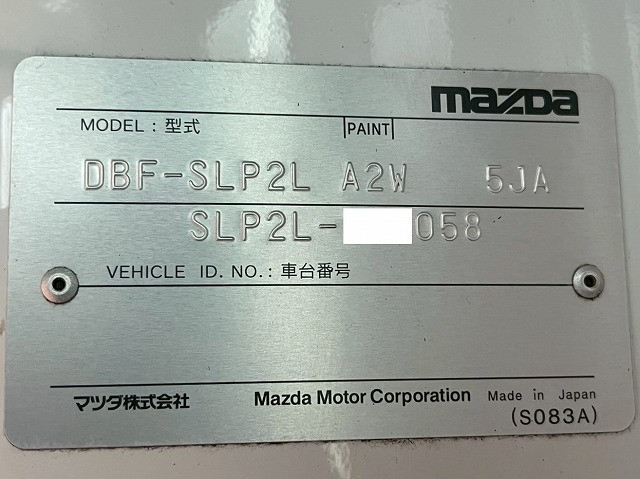 mazda
MODEL : 型式 PAINT
DBF-SLP2L A2W 5JA
SLP2L- 058
VEHICLE ID. NO. : 車台番号
マツダ株式会社 Mazda Motor Corporation Made in Japan
(S083A)